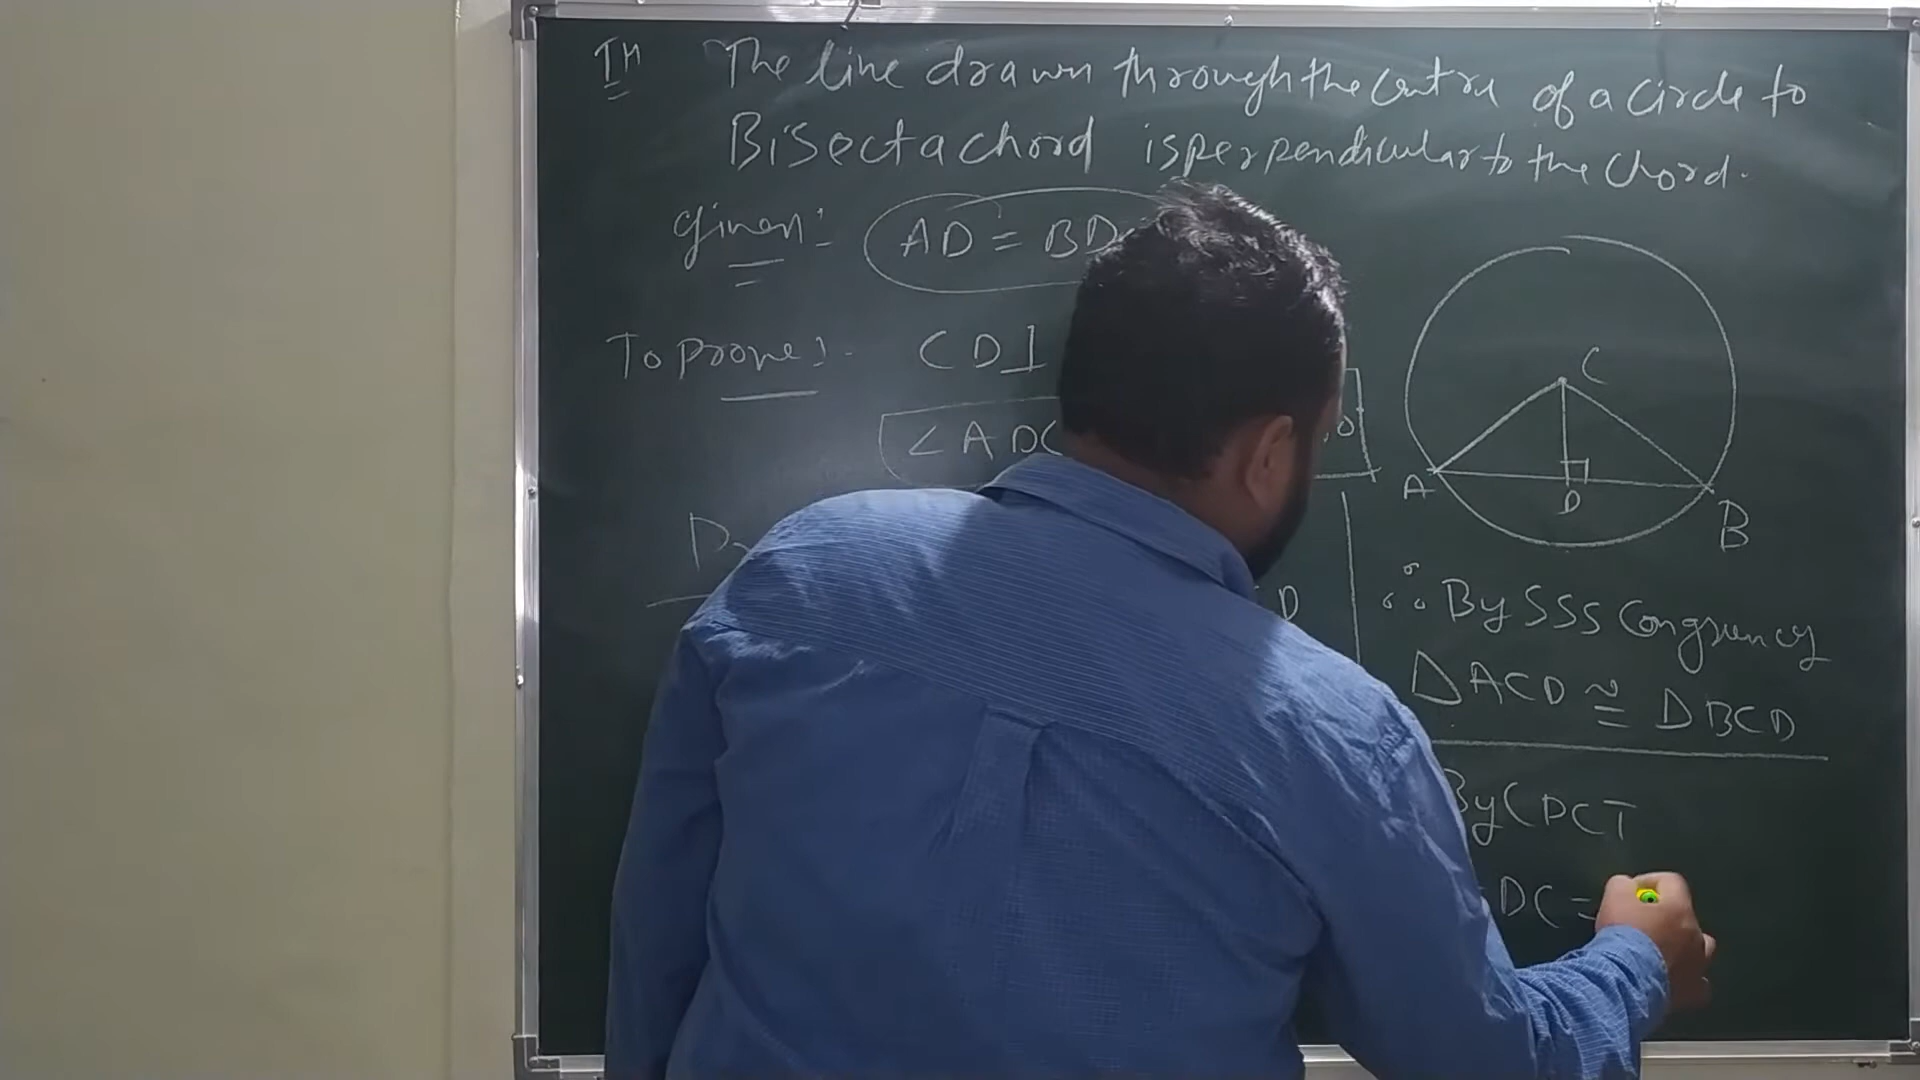 TH The line drawn through the Centre of a Circle to
Bisect a chord is perpendicular to the Chord.
given:- AD = BD
To prove:- CD ⊥
∠ADC
C
A
D
B
D
∴ By SSS Congruency
△ACD ≅ △BCD
By CPCT
DC =